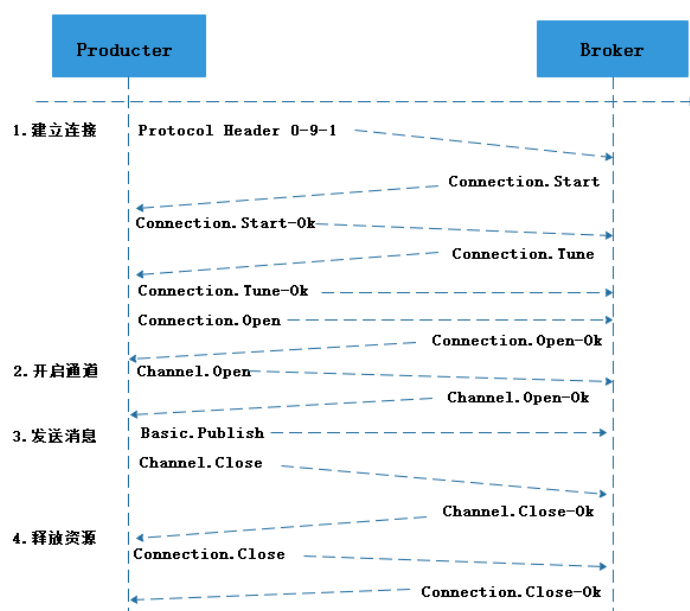 Producter
Broker
1.建立连接
Protocol Header 0-9-1
Connection.Start
Connection.Start-Ok
Connection.Tune
Connection.Tune-Ok
Connection.Open
Connection.Open-Ok
2.开启通道
Channel.Open
Channel.Open-Ok
3.发送消息
Basic.Publish
Channel.Close
Channel.Close-Ok
4.释放资源
Connection.Close
Connection.Close-Ok